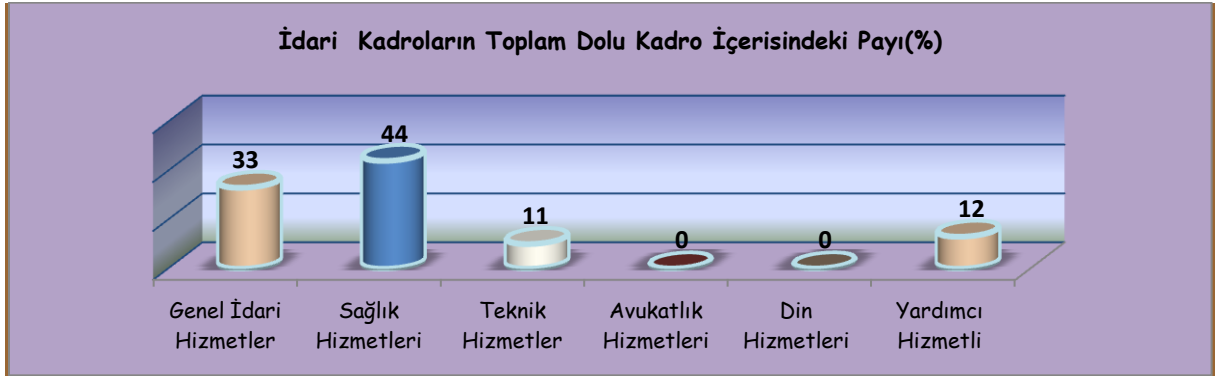 İdari Kadroların Toplam Dolu Kadro İçerisindeki Payı(%)
33
44
11
0
0
12
Genel İdari
Hizmetler
Sağlık
Hizmetleri
Teknik
Hizmetler
Avukatlık
Hizmetleri
Din
Hizmetleri
Yardımcı
Hizmetli